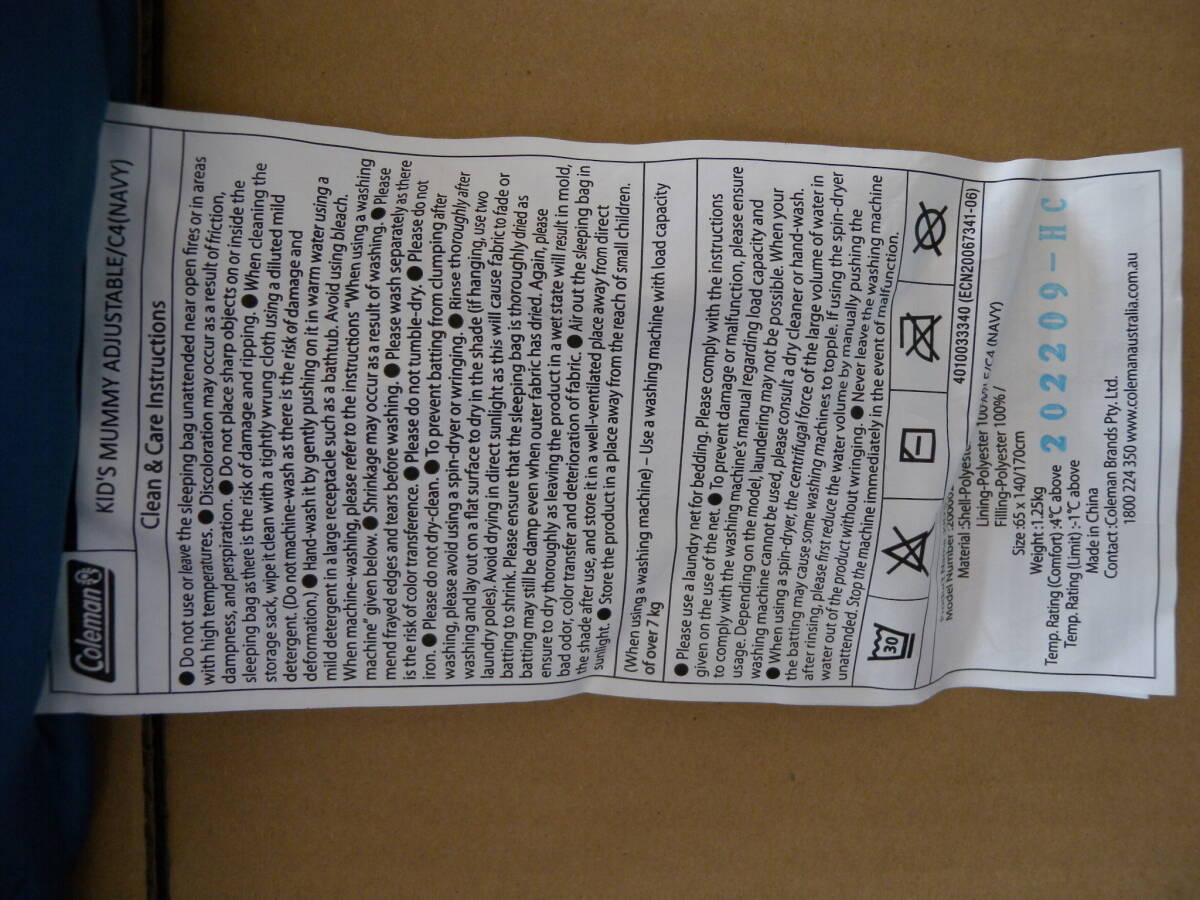 Coleman
KID'S MUMMY ADJUSTABLE/C4(NAVY)
Clean & Care Instructions
● Do not use or leave the sleeping bag unattended near open fires or in areas
with high temperatures. ● Discoloration may occur as a result of friction,
dampness, and perspiration. ● Do not place sharp objects on or inside the
sleeping bag as there is the risk of damage and ripping. ● When cleaning the
storage sack, wipe it clean with a tightly wrung cloth using a diluted mild
detergent. (Do not machine-wash as there is the risk of damage and
deformation.) ● Hand-wash it by gently pushing on it in warm water using a
mild detergent in a large receptacle such as a bathtub. Avoid using bleach.
When machine-washing, please refer to the instructions "When using a washing
machine" given below. ● Shrinkage may occur as a result of washing. ● Please
mend frayed edges and tears before washing. ● Please wash separately as there
is the risk of color transference. ● Please do not tumble-dry. ● Please do not
iron. ● Please do not dry-clean. ● To prevent batting from clumping after
washing, please avoid using a spin-dryer or wringing. ● Rinse thoroughly after
washing and lay out on a flat surface to dry in the shade (if hanging, use two
laundry poles). Avoid drying in direct sunlight as this will cause fabric to fade or
batting to shrink. Please ensure that the sleeping bag is thoroughly dried as
batting may still be damp even when outer fabric has dried. Again, please
ensure to dry thoroughly as leaving the product in a wet state will result in mold,
bad odor, color transfer and deterioration of fabric. ● Air out the sleeping bag in
the shade after use, and store it in a well-ventilated place away from direct
sunlight. ● Store the product in a place away from the reach of small children.
(When using a washing machine) – Use a washing machine with load capacity
of over 7 kg
● Please use a laundry net for bedding. Please comply with the instructions
given on the use of the net. ● To prevent damage or malfunction, please ensure
to comply with the washing machine's manual regarding load capacity and
usage. Depending on the model, laundering may not be possible. When your
washing machine cannot be used, please consult a dry cleaner or hand-wash.
● When using a spin-dryer, the centrifugal forces of the large volume of water in
the batting may cause some washing machines to topple. If using the spin-dryer
after rinsing, please first reduce the water volume by manually pushing the
water out of the product without wringing. ● Never leave the washing machine
unattended. Stop the machine immediately in the event of malfunction.
30
4010033340 (ECN20067341-06)
Model Number
Material :Shell-Polyester
Lining-Polyester 100%
Filling-Polyester 100% / C4 (NAVY)
Size :65 x 140/170cm
Weight :1.25kg
Temp. Rating (Comfort) :4℃ above
202209-HC
Temp. Rating (Limit) :-1℃ above
Made in China
Contact :Coleman Brands Pty. Ltd.
1800 224 350 www.colemanaustralia.com.au